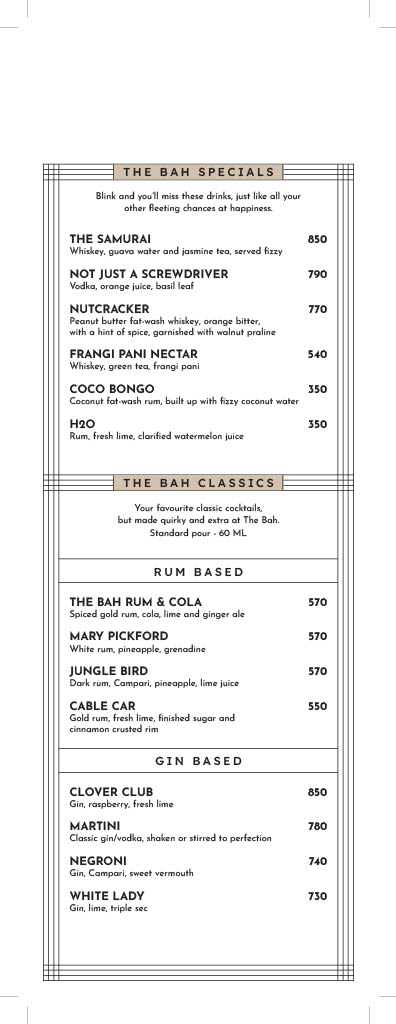 THE BAH SPECIALS
Blink and you'll miss these drinks, just like all your
other fleeting chances at happiness.
THE SAMURAI 850
Whiskey, guava water and jasmine tea, served fizzy
NOT JUST A SCREWDRIVER 790
Vodka, orange juice, basil leaf
NUTCRACKER 770
Peanut butter fat-wash whiskey, orange bitter,
with a hint of spice, garnished with walnut praline
FRANGI PANI NECTAR 540
Whiskey, green tea, frangi pani
COCO BONGO 350
Coconut fat-wash rum, built up with fizzy coconut water
H2O 350
Rum, fresh lime, clarified watermelon juice
THE BAH CLASSICS
Your favourite classic cocktails,
but made quirky and extra at The Bah.
Standard pour - 60 ML
RUM BASED
THE BAH RUM & COLA 570
Spiced gold rum, cola, lime and ginger ale
MARY PICKFORD 570
White rum, pineapple, grenadine
JUNGLE BIRD 570
Dark rum, Campari, pineapple, lime juice
CABLE CAR 550
Gold rum, fresh lime, finished sugar and
cinnamon crusted rim
GIN BASED
CLOVER CLUB 850
Gin, raspberry, fresh lime
MARTINI 780
Classic gin/vodka, shaken or stirred to perfection
NEGRONI 740
Gin, Campari, sweet vermouth
WHITE LADY 730
Gin, lime, triple sec